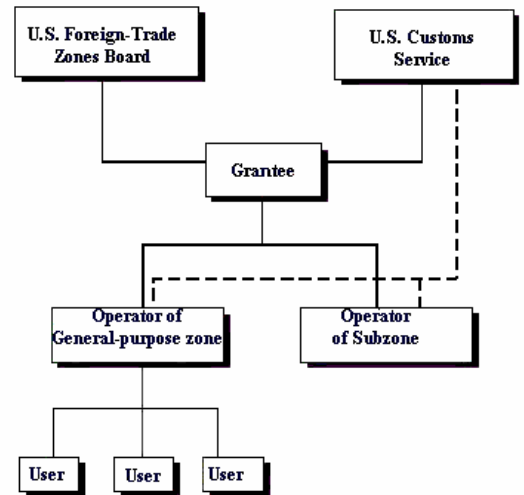 U.S. Foreign-Trade
Zones Board
U.S. Customs
Service
Grantee
Operator of
General-purpose zone
Operator
of Subzone
User
User
User